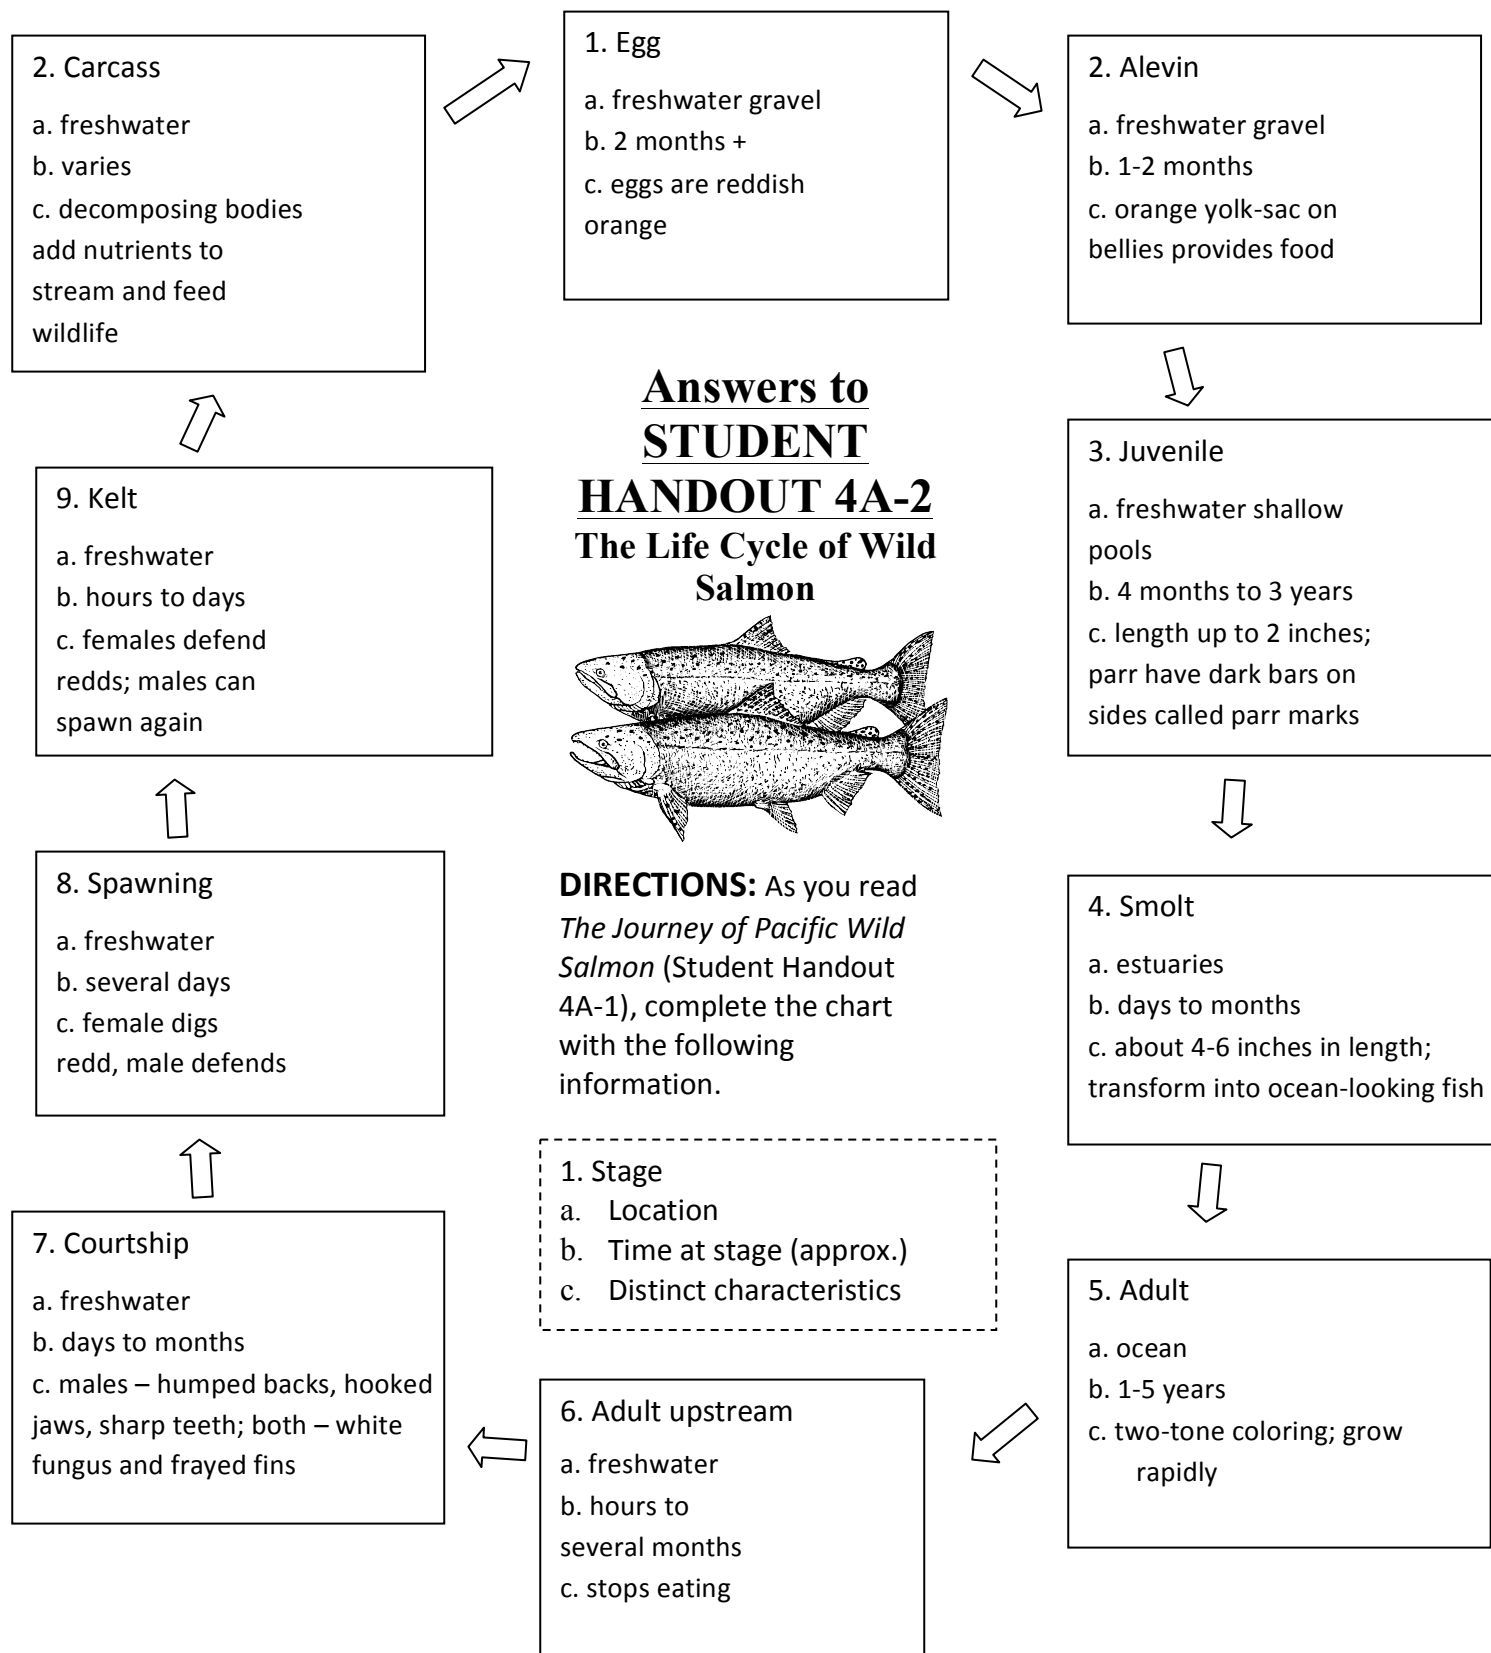 1. Egg
a. freshwater gravel
b. 2 months +
c. eggs are reddish
orange
2. Alevin
a. freshwater gravel
b. 1-2 months
c. orange yolk-sac on
bellies provides food
3. Juvenile
a. freshwater shallow
pools
b. 4 months to 3 years
c. length up to 2 inches;
parr have dark bars on
sides called parr marks
4. Smolt
a. estuaries
b. days to months
c. about 4-6 inches in length;
transform into ocean-looking fish
5. Adult
a. ocean
b. 1-5 years
c. two-tone coloring; grow
rapidly
6. Adult upstream
a. freshwater
b. hours to
several months
c. stops eating
7. Courtship
a. freshwater
b. days to months
c. males – humped backs, hooked
jaws, sharp teeth; both – white
fungus and frayed fins
8. Spawning
a. freshwater
b. several days
c. female digs
redd, male defends
9. Kelt
a. freshwater
b. hours to days
c. females defend
redds; males can
spawn again
2. Carcass
a. freshwater
b. varies
c. decomposing bodies
add nutrients to
stream and feed
wildlife
Answers to
STUDENT
HANDOUT 4A-2
The Life Cycle of Wild
Salmon
DIRECTIONS: As you read
The Journey of Pacific Wild
Salmon (Student Handout
4A-1), complete the chart
with the following
information.
1. Stage
a. Location
b. Time at stage (approx.)
c. Distinct characteristics